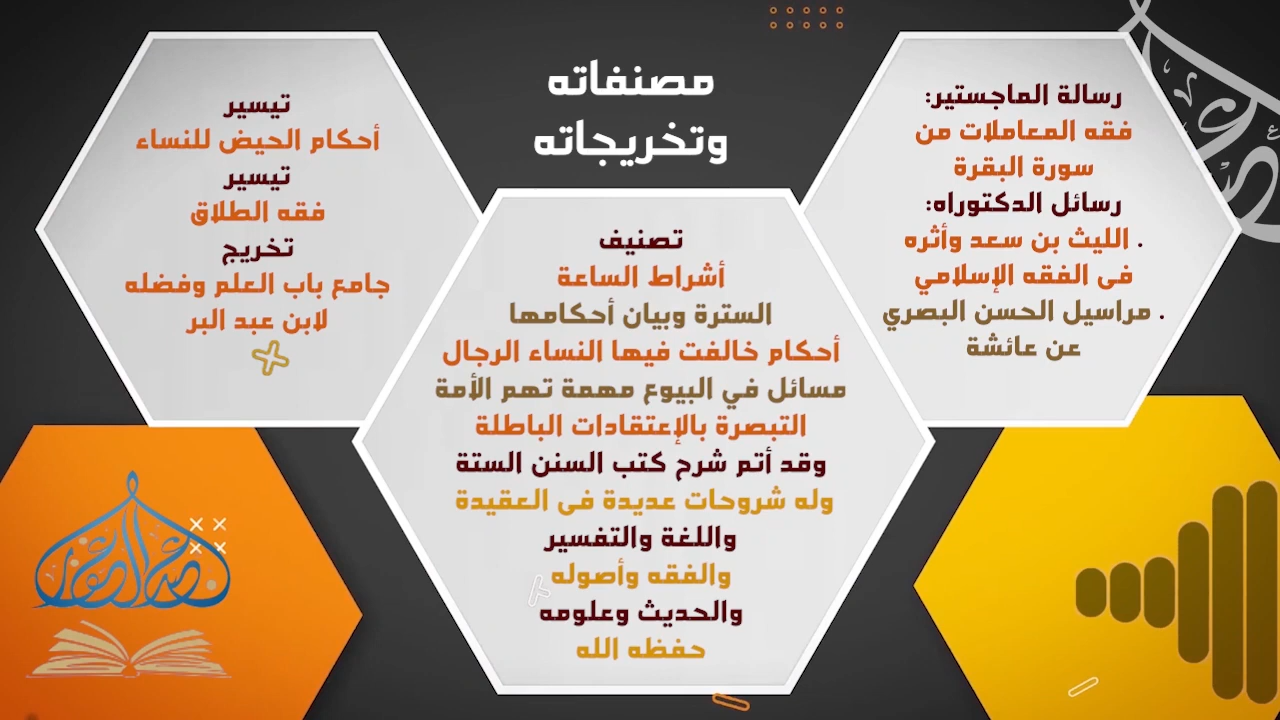 مصنفاته
وتخريجاته
رسالة الماجستير:
فقه المعاملات من
سورة البقرة
رسائل الدكتوراه:
. الليث بن سعد وأثره
فى الفقه الإسلامي
. مراسيل الحسن البصري
عن عائشة
تصنيف
أشراط الساعة
السترة وبيان أحكامها
أحكام خالفت فيها النساء الرجال
مسائل في البيوع مهمة تهم الأمة
التبصرة بالإعتقادات الباطلة
وقد أتم شرح كتب السنن الستة
وله شروحات عديدة فى العقيدة
واللغة والتفسير
والفقه وأصوله
والحديث وعلومه
حفظه الله
تيسير
أحكام الحيض للنساء
تيسير
فقه الطلاق
تخريج
جامع باب العلم وفضله
لابن عبد البر